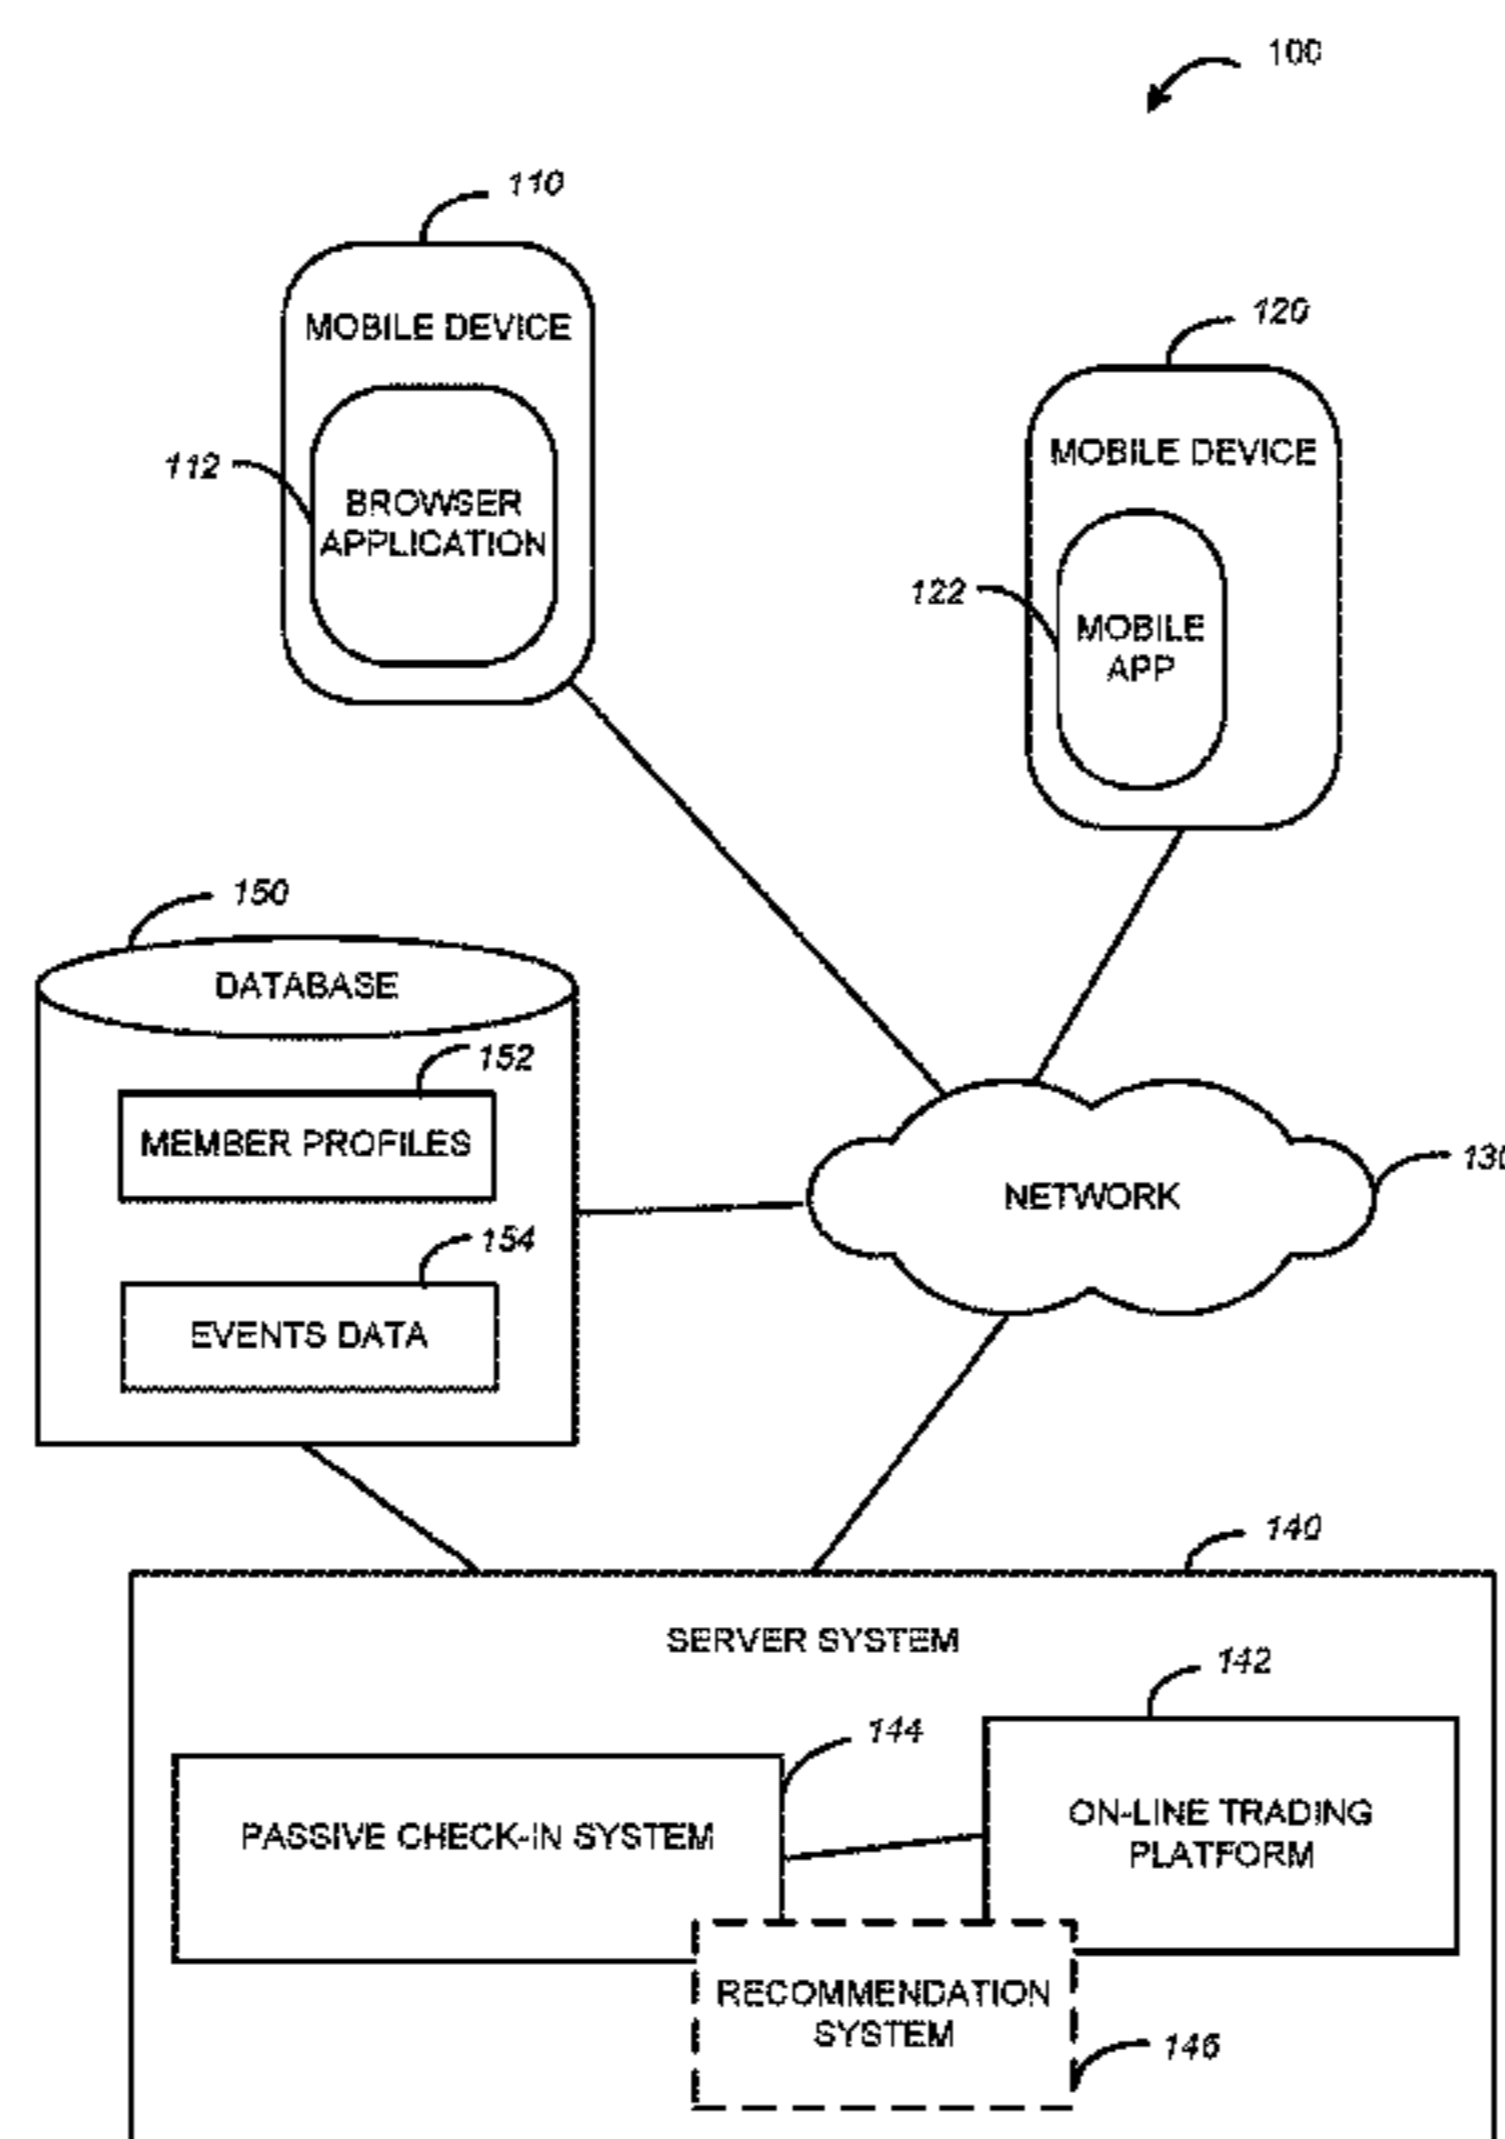 100
110
MOBILE DEVICE
120
MOBILE DEVICE
112
BROWSER
APPLICATION
122
MOBILE
APP
150
DATABASE
152
MEMBER PROFILES
130
NETWORK
154
EVENTS DATA
140
SERVER SYSTEM
142
144
ON-LINE TRADING
PLATFORM
PASSIVE CHECK-IN SYSTEM
RECOMMENDATION
SYSTEM
146